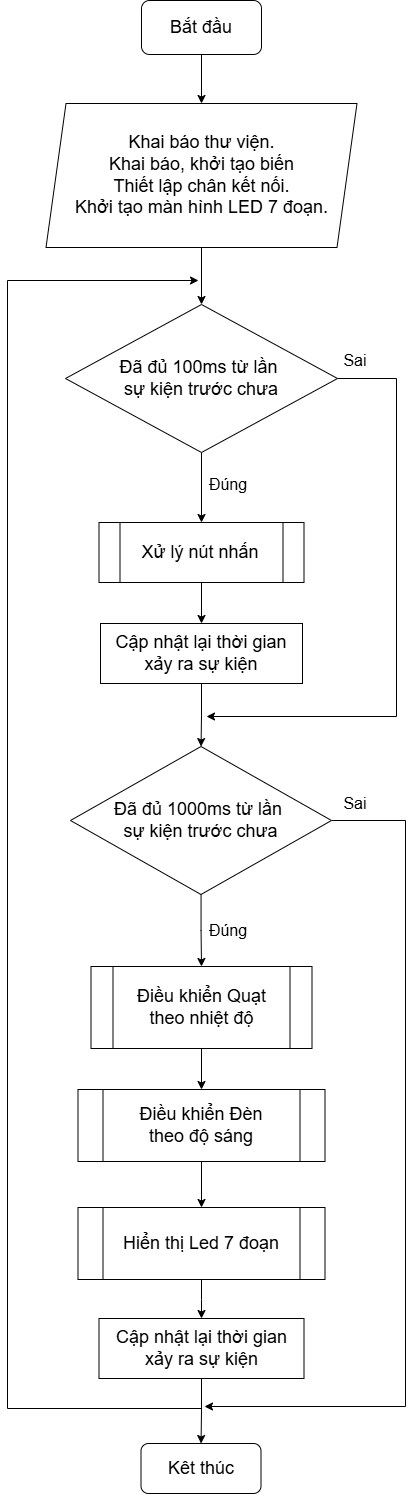 Bắt đầu
Khai báo thư viện.
Khai báo, khởi tạo biến
Thiết lập chân kết nối.
Khởi tạo màn hình LED 7 đoạn.
Đã đủ 100ms từ lần
sự kiện trước chưa
Sai
Đúng
Xử lý nút nhấn
Cập nhật lại thời gian
xảy ra sự kiện
Đã đủ 1000ms từ lần
sự kiện trước chưa
Sai
Đúng
Điều khiển Quạt
theo nhiệt độ
Điều khiển Đèn
theo độ sáng
Hiển thị Led 7 đoạn
Cập nhật lại thời gian
xảy ra sự kiện
Kêt thúc